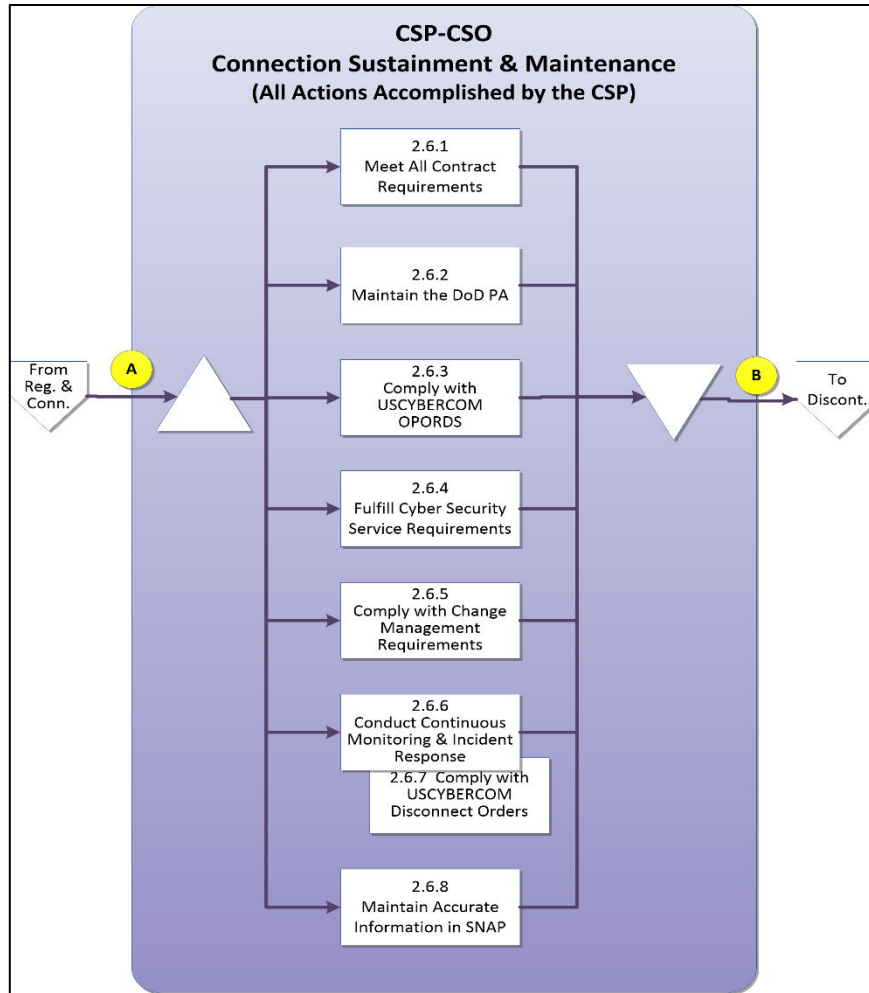 CSP-CSO
Connection Sustainment & Maintenance
(All Actions Accomplished by the CSP)
2.6.1
Meet All Contract
Requirements
2.6.2
Maintain the DoD PA
From
Reg. &
Conn.
A
2.6.3
Comply with
USCYBERCOM
OPORDS
B
To
Discont.
2.6.4
Fulfill Cyber Security
Service Requirements
2.6.5
Comply with Change
Management
Requirements
2.6.6
Conduct Continuous
Monitoring & Incident
Response
2.6.7 Comply with
USCYBERCOM
Disconnect Orders
2.6.8
Maintain Accurate
Information in SNAP